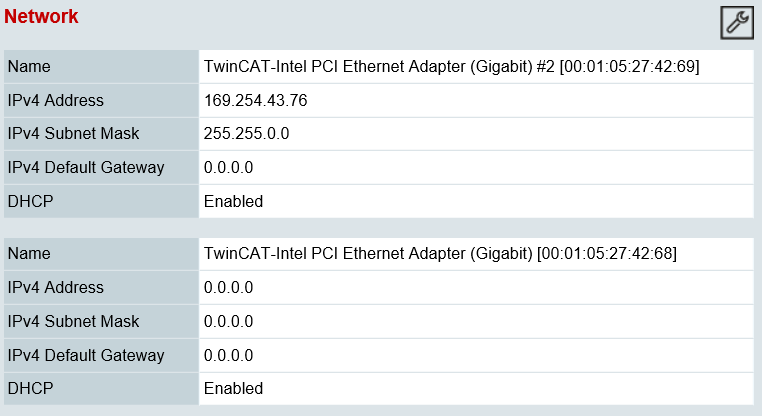 Network
Name TwinCAT-Intel PCI Ethernet Adapter (Gigabit) #2 [00:01:05:27:42:69]
IPv4 Address 169.254.43.76
IPv4 Subnet Mask 255.255.0.0
IPv4 Default Gateway 0.0.0.0
DHCP Enabled
Name TwinCAT-Intel PCI Ethernet Adapter (Gigabit) [00:01:05:27:42:68]
IPv4 Address 0.0.0.0
IPv4 Subnet Mask 0.0.0.0
IPv4 Default Gateway 0.0.0.0
DHCP Enabled